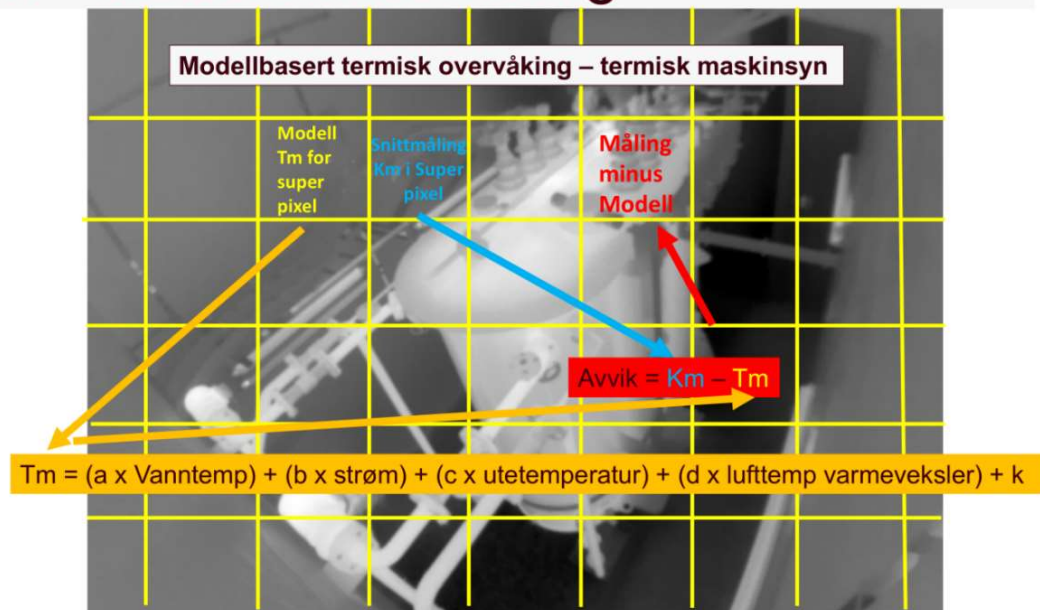 Modellbasert termisk overvåking – termisk maskinsyn
Modell
Tm for
super
pixel
Snittmåling
Km i Super
pixel
Måling
minus
Modell
Avvik = Km – Tm
Tm = (a x Vanntemp) + (b x strøm) + (c x utetemperatur) + (d x lufttemp varmeveksler) + k